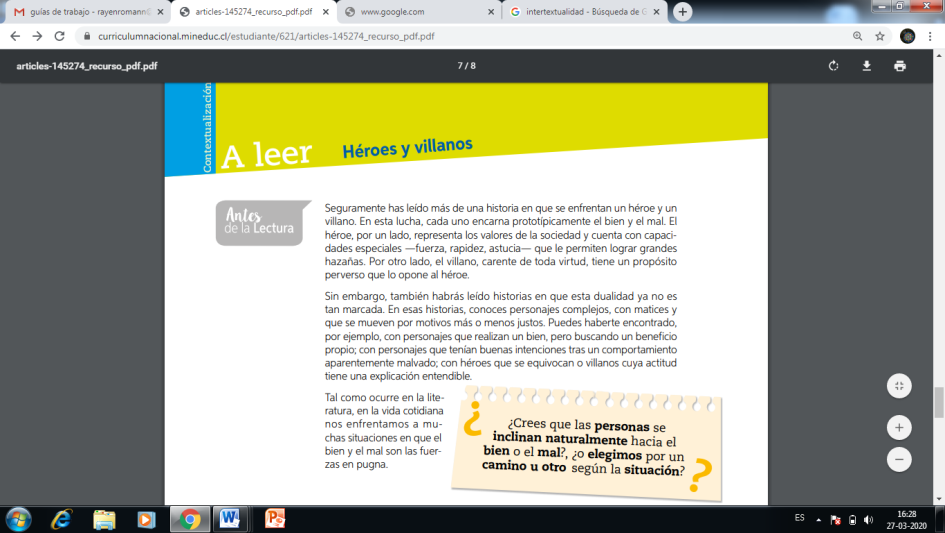 guías de trabajo - rayenromann@
articles-145274_recurso_pdf.pdf
www.google.com
intertextualidad - Búsqueda de G
curriculumnacional.mineduc.cl/estudiante/621/articles-145274_recurso_pdf.pdf
articles-145274_recurso_pdf.pdf
7 / 8
Contextualización
A leer
Héroes y villanos
Antes
de la Lectura
Seguramente has leído más de una historia en que se enfrentan un héroe y un
villano. En esta lucha, cada uno encarna prototípicamente el bien y el mal. El
héroe, por un lado, representa los valores de la sociedad y cuenta con capaci-
dades especiales —fuerza, rapidez, astucia— que le permiten lograr grandes
hazañas. Por otro lado, el villano, carente de toda virtud, tiene un propósito
perverso que lo opone al héroe.
Sin embargo, también habrás leído historias en que esta dualidad ya no es
tan marcada. En esas historias, conoces personajes complejos, con matices y
que se mueven por motivos más o menos justos. Puedes haberte encontrado,
por ejemplo, con personajes que realizan un bien, pero buscando un beneficio
propio; con personajes que tenían buenas intenciones tras un comportamiento
aparentemente malvado; con héroes que se equivocan o villanos cuya actitud
tiene una explicación entendible.
Tal como ocurre en la lite-
ratura, en la vida cotidiana
nos enfrentamos a mu-
chas situaciones en que el
bien y el mal son las fuer-
zas en pugna.
¿
¿Crees que las personas se
inclinan naturalmente hacia el
bien o el mal?, ¿o elegimos por un
camino u otro según la situación?
?
ES
16:28
27-03-2020